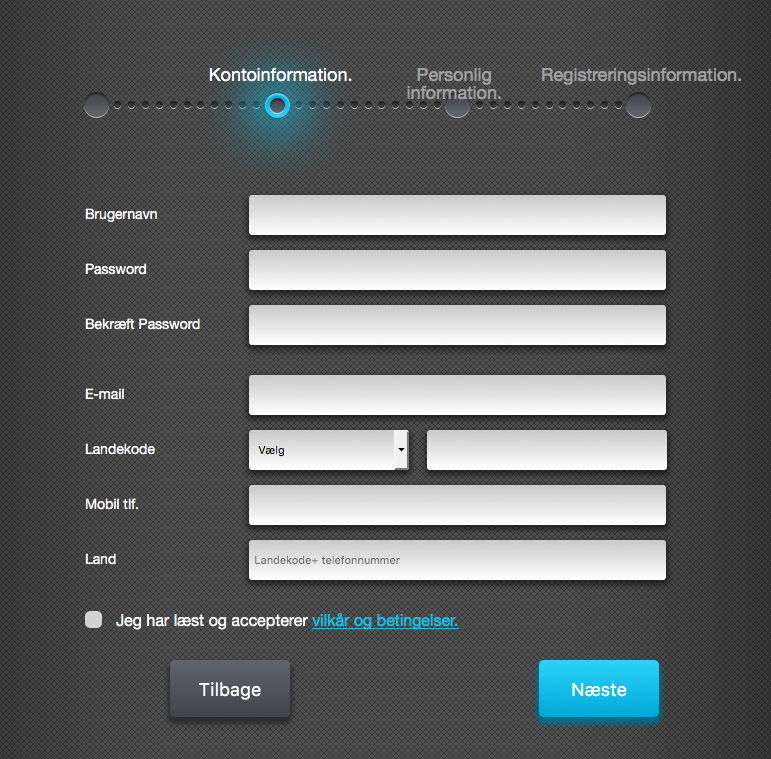 Kontoinformation.
Personlig
information.
Registreringsinformation.
Brugernavn
Password
Bekræft Password
E-mail
Landekode
Vælg
Mobil tlf.
Land
Landekode+ telefonnummer
Jeg har læst og accepterer vilkår og betingelser.
Tilbage
Næste